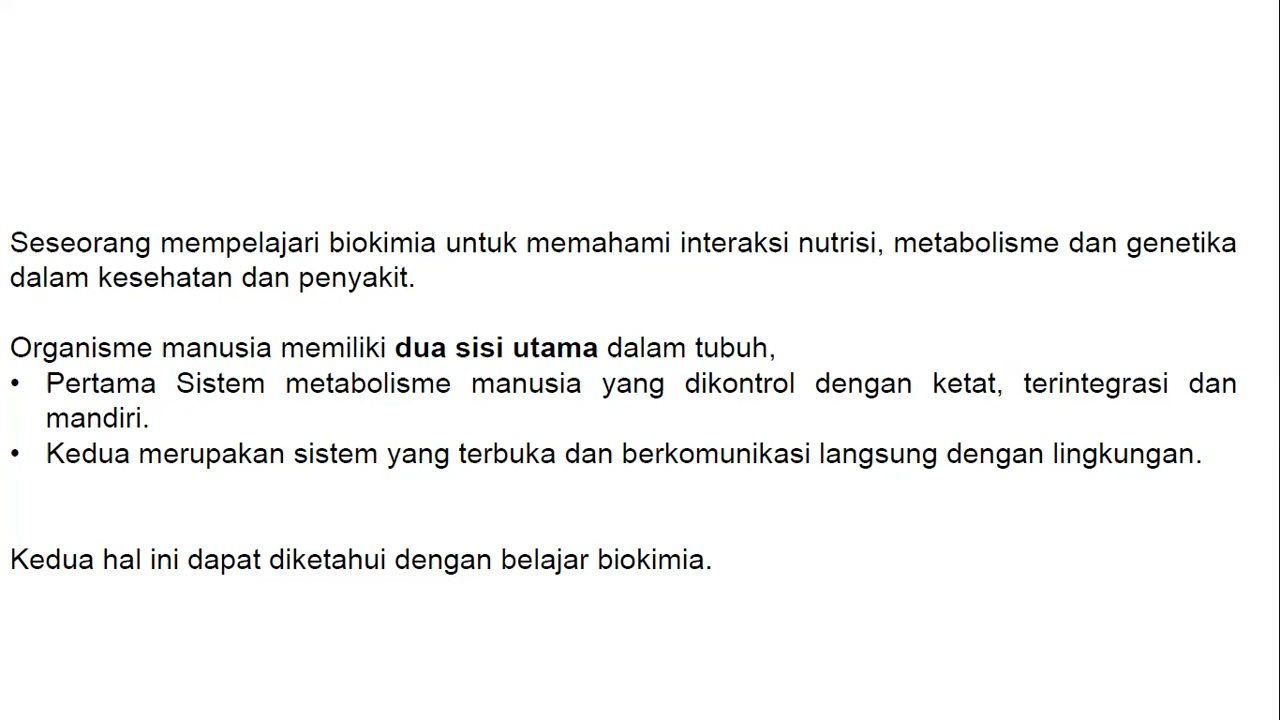 Seseorang mempelajari biokimia untuk memahami interaksi nutrisi, metabolisme dan genetika
dalam kesehatan dan penyakit.
Organisme manusia memiliki dua sisi utama dalam tubuh,
• Pertama Sistem metabolisme manusia yang dikontrol dengan ketat, terintegrasi dan
mandiri.
• Kedua merupakan sistem yang terbuka dan berkomunikasi langsung dengan lingkungan.
Kedua hal ini dapat diketahui dengan belajar biokimia.